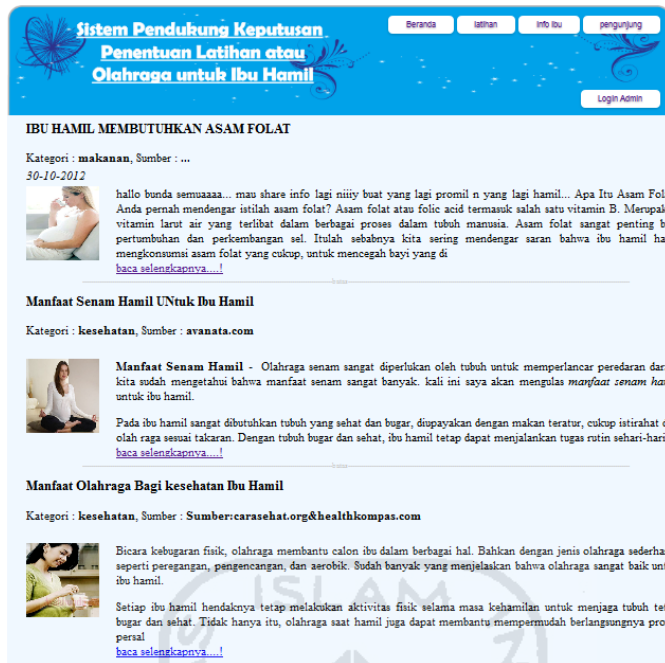 Sistem Pendukung Keputusan
Penentuan Latihan atau
Olahraga untuk Ibu Hamil
Beranda latihan Info Ibu pengunjung
Login Admin
IBU HAMIL MEMBUTUHKAN ASAM FOLAT
Kategori : makanan, Sumber : ...
30-10-2012
hallo bunda semuaaaa... mau share info lagi niiiy buat yang lagi promil n yang lagi hamil... Apa Itu Asam Fol
Anda pernah mendengar istilah asam folat? Asam folat atau folic acid termasuk salah satu vitamin B. Merupak
vitamin larut air yang terlibat dalam berbagai proses dalam tubuh manusia. Asam folat sangat penting b
pertumbuhan dan perkembangan sel. Itulah sebabnya kita sering mendengar saran bahwa ibu hamil ha
mengkonsumsi asam folat yang cukup, untuk mencegah bayi yang di
baca selengkapnya....!
Manfaat Senam Hamil UNtuk Ibu Hamil
Kategori : kesehatan, Sumber : avanata.com
Manfaat Senam Hamil - Olahraga senam sangat diperlukan oleh tubuh untuk memperlancar peredaran dar
kita sudah mengetahui bahwa manfaat senam sangat banyak. kali ini saya akan mengulas manfaat senam ha
untuk ibu hamil.
Pada ibu hamil sangat dibutuhkan tubuh yang sehat dan bugar, diupayakan dengan makan teratur, cukup istirahat
olah raga sesuai takaran. Dengan tubuh bugar dan sehat, ibu hamil tetap dapat menjalankan tugas rutin sehari-hari
baca selengkapnya....!
Manfaat Olahraga Bagi kesehatan Ibu Hamil
Kategori : kesehatan, Sumber : Sumber:carasehat.org&healthkompas.com
Bicara kebugaran fisik, olahraga membantu calon ibu dalam berbagai hal. Bahkan dengan jenis olahraga sederha
seperti peregangan, pengencangan, dan aerobik. Sudah banyak yang menjelaskan bahwa olahraga sangat baik unt
ibu hamil.
Setiap ibu hamil hendaknya tetap melakukan aktivitas fisik selama masa kehamilan untuk menjaga tubuh tet
bugar dan sehat. Tidak hanya itu, olahraga saat hamil juga dapat membantu mempermudah berlangsungnya pro
persal
baca selengkapnya....!
ISLAM